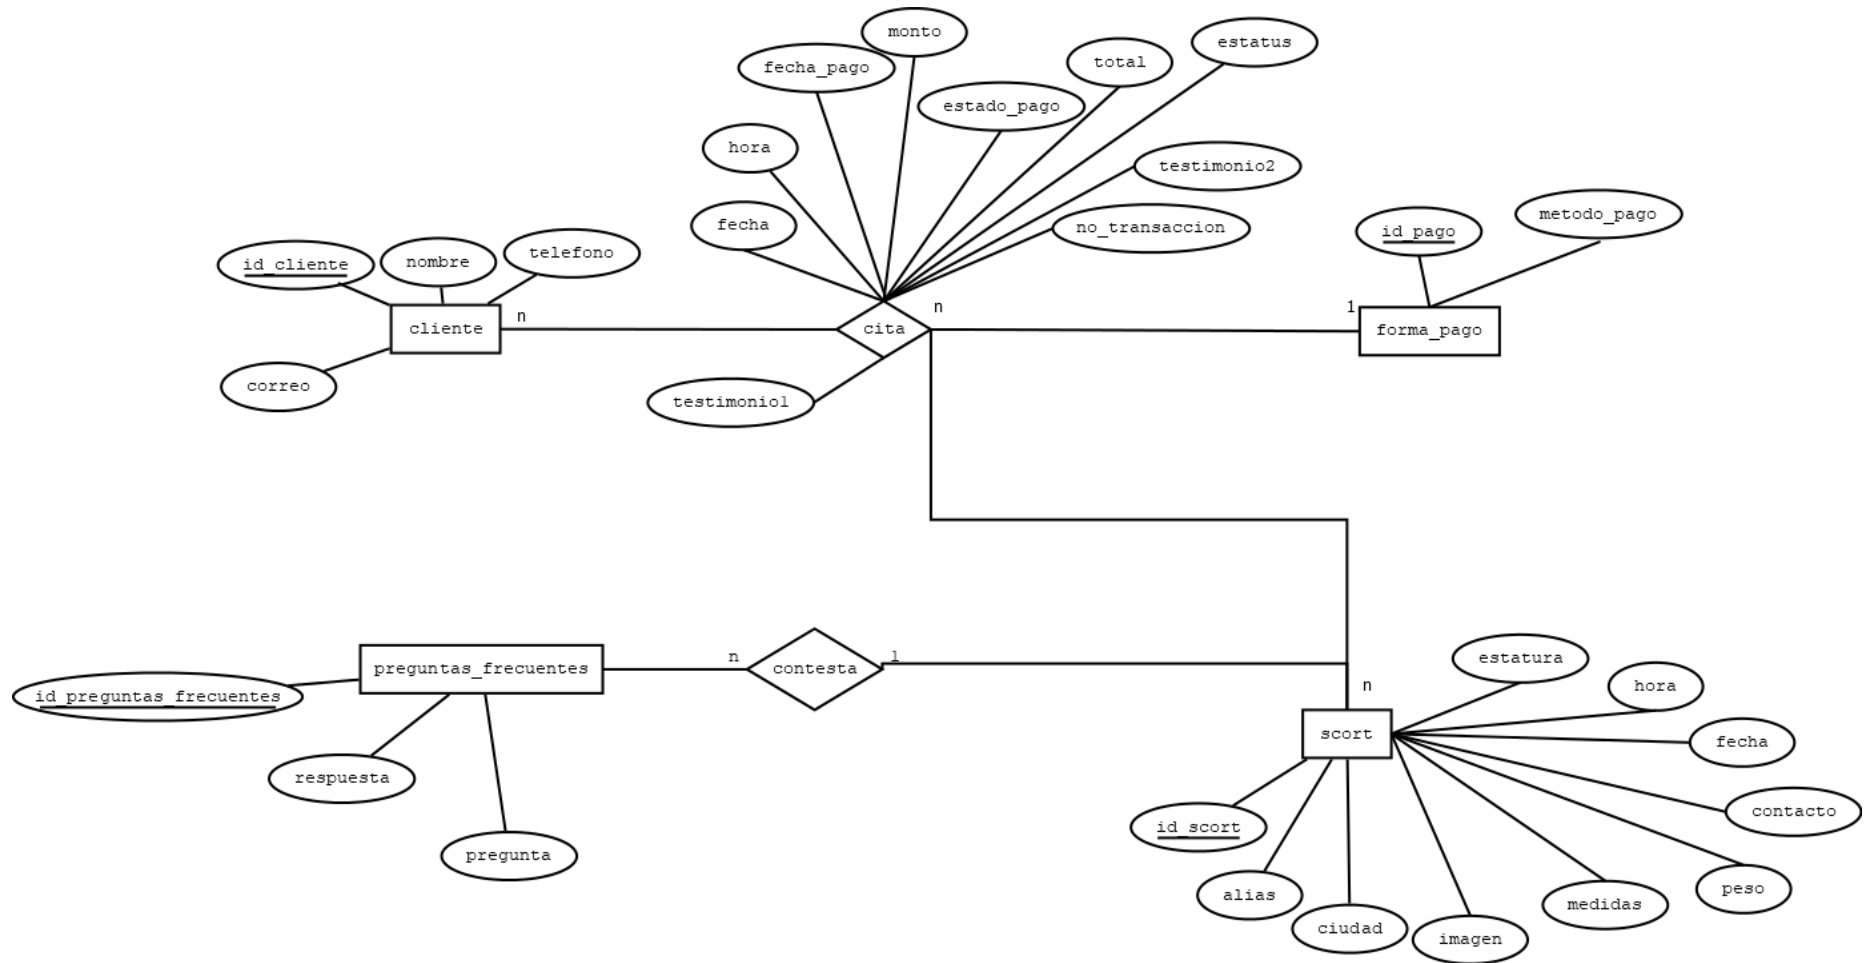 monto
estatus
total
fecha_pago
estado_pago
hora
testimonio2
metodo_pago
fecha
no_transaccion
id_pago
telefono
nombre
id_cliente
n
1
n
cliente
cita
forma_pago
correo
testimonio1
n
1
estatura
preguntas_frecuentes
contesta
n
hora
id_preguntas_frecuentes
scort
fecha
respuesta
contacto
id_scort
pregunta
peso
alias
medidas
ciudad
imagen